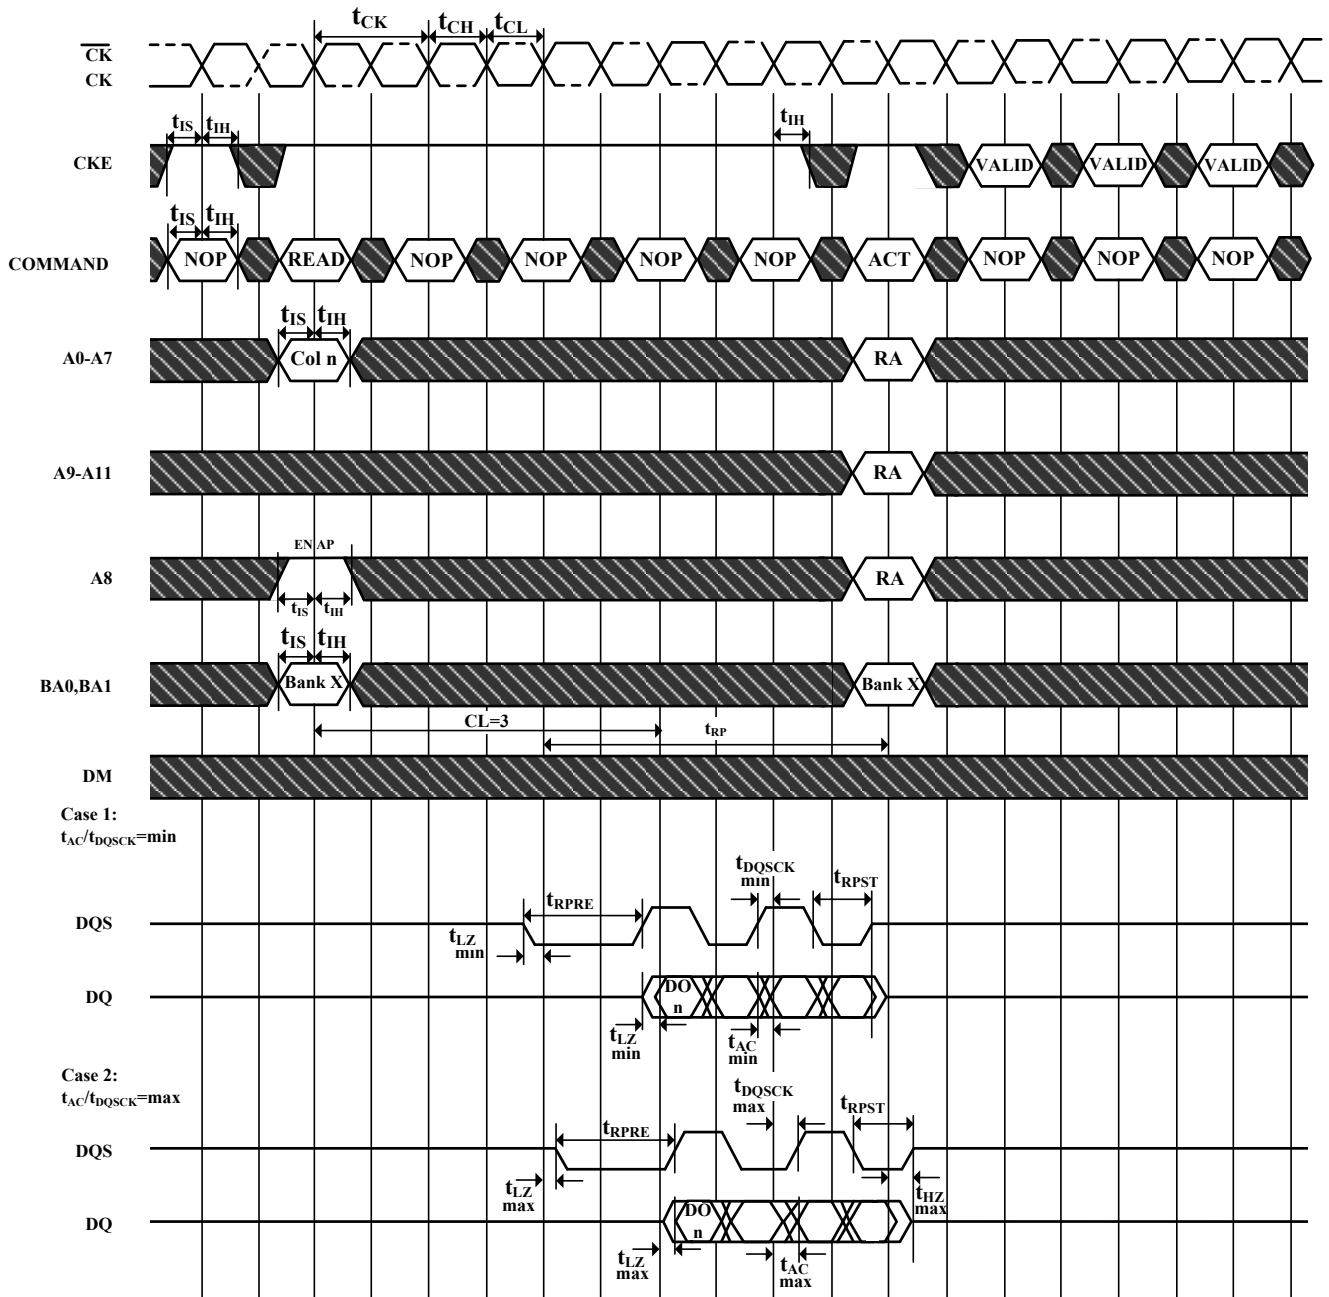 tCK tCH tCL
CK
CK
tIS tIH tIH
CKE VALID VALID VALID
tIS tIH
COMMAND NOP READ NOP NOP NOP NOP ACT NOP NOP NOP
tIS tIH
A0-A7 Col n RA
A9-A11 RA
EN AP
A8 RA
tIS tIH
tIS tIH
BA0,BA1 Bank X Bank X
CL=3 tRP
DM
Case 1:
tAC/tDQSCK=min
tDQSCK min tRPST
tRPRE
DQS
tLZ min
DQ DO n
tLZ min tAC min
Case 2:
tAC/tDQSCK=max
tDQSCK max tRPST
tRPRE
DQS
tLZ max tHZ max
DQ DO n
tLZ max tAC max